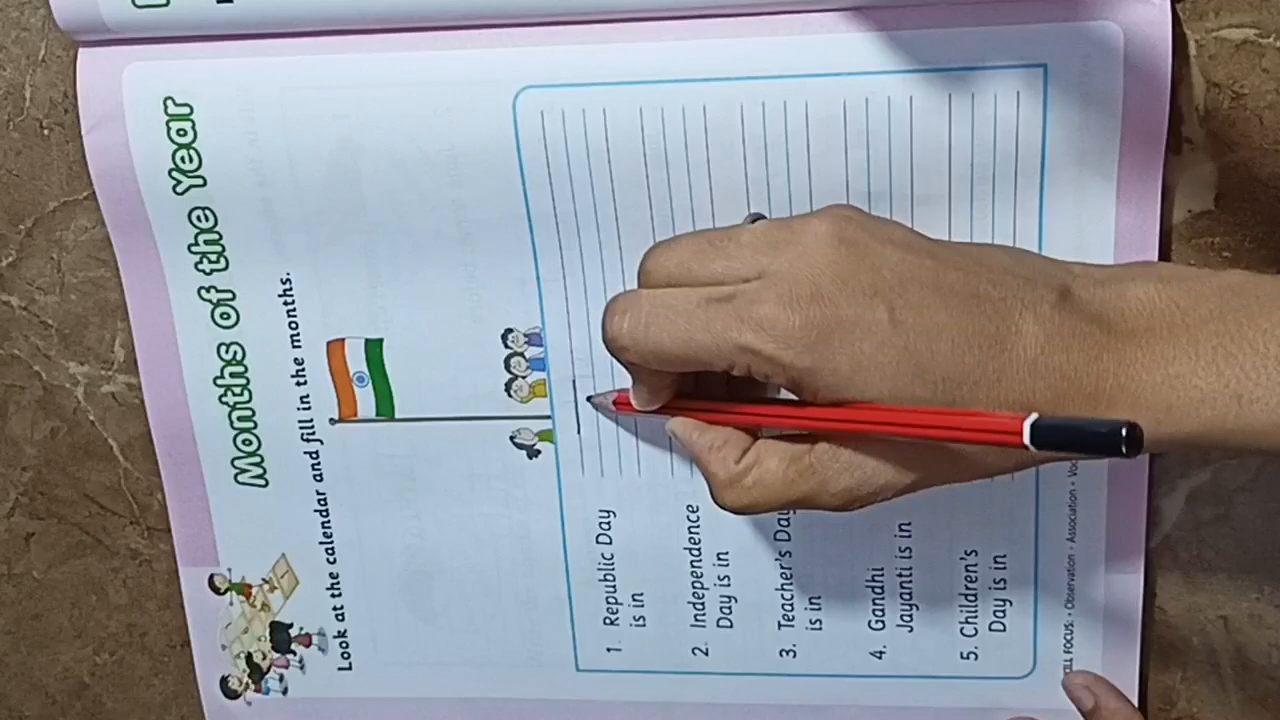 Months of the Year
Look at the calendar and fill in the months.
1. Republic Day
is in
2. Independence
Day is in
3. Teacher's Day
is in
4. Gandhi
Jayanti is in
5. Children's
Day is in
FOCUS: • Observation • Association •